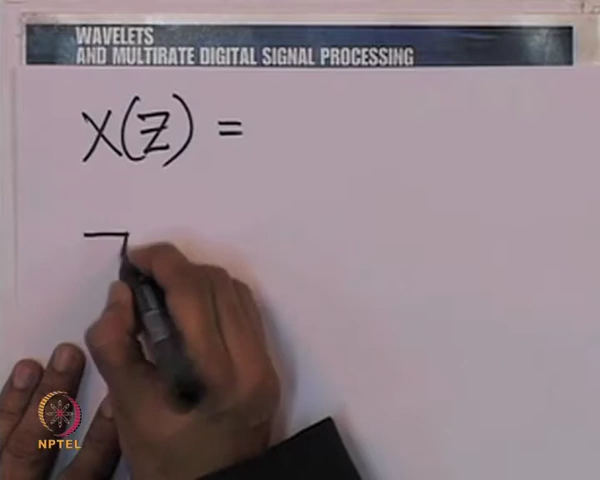 WAVELETS
AND MULTIRATE DIGITAL SIGNAL PROCESSING
X(Z) =
NPTEL